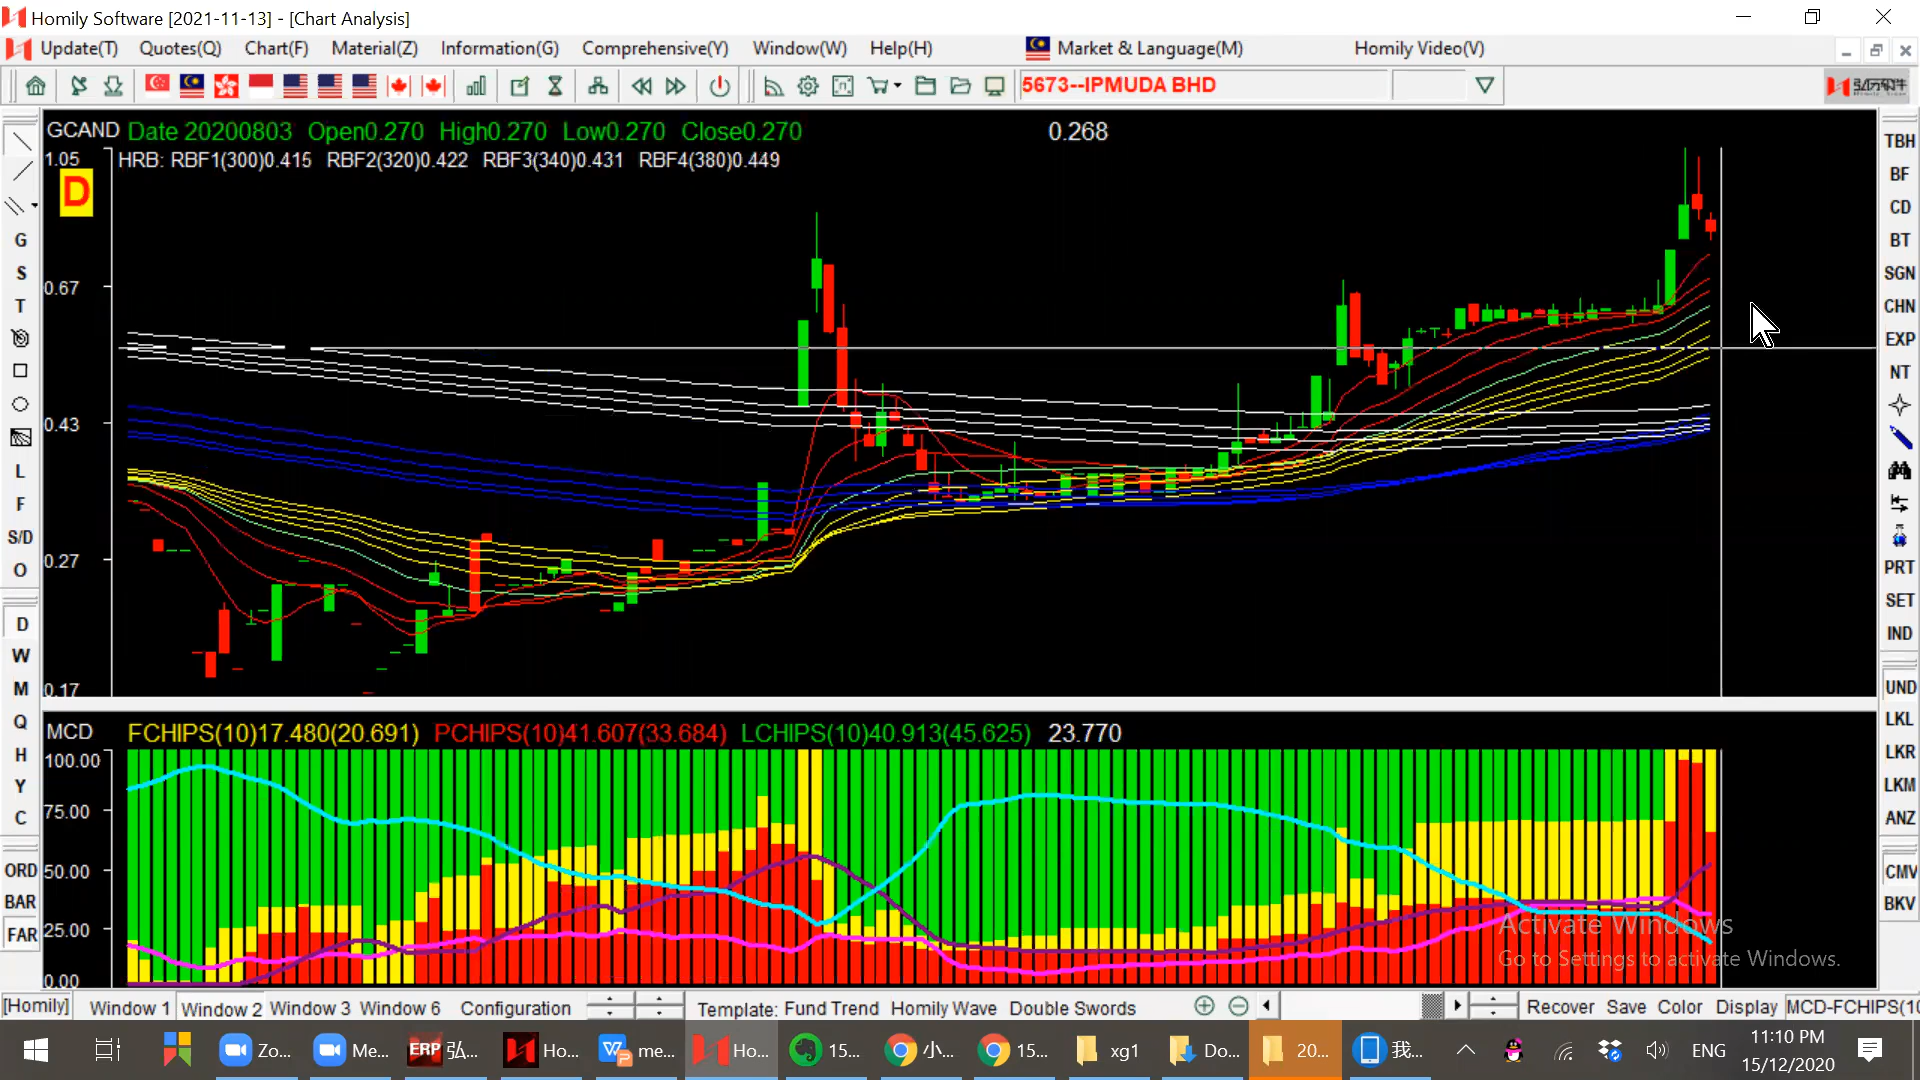 Homily Software [2021-11-13] - [Chart Analysis]
Update(T) Quotes(Q) Chart(F) Material(Z) Information(G) Comprehensive(Y) Window(W) Help(H) Market & Language(M) Homily Video(V)
5673--IPMUDA BHD
GCAND Date 20200803 Open0.270 High0.270 Low0.270 Close0.270 0.268
HRB: RBF1(300)0.415 RBF2(320)0.422 RBF3(340)0.431 RBF4(380)0.449
1.05
D
0.67
0.43
0.27
0.17
MCD FCHIPS(10)17.480(20.691) PCHIPS(10)41.607(33.684) LCHIPS(10)40.913(45.625) 23.770
100.00
75.00
50.00
25.00
0.00
G
S
T
L
F
S/D
O
D
W
M
Q
H
Y
C
ORD
BAR
FAR
TBH
BF
CD
BT
SGN
CHN
EXP
NT
PRT
SET
IND
UND
LKL
LKR
LKM
ANZ
CMV
BKV
Activate Windows
Go to Settings to activate Windows.
[Homily] Window 1 Window 2 Window 3 Window 6 Configuration Template: Fund Trend Homily Wave Double Swords Recover Save Color Display MCD-FCHIPS(10
Zo... Me... ERP 弘... Ho... me... Ho... 15... 小... 15... xg1 Do... 20... 我... ENG 11:10 PM
15/12/2020